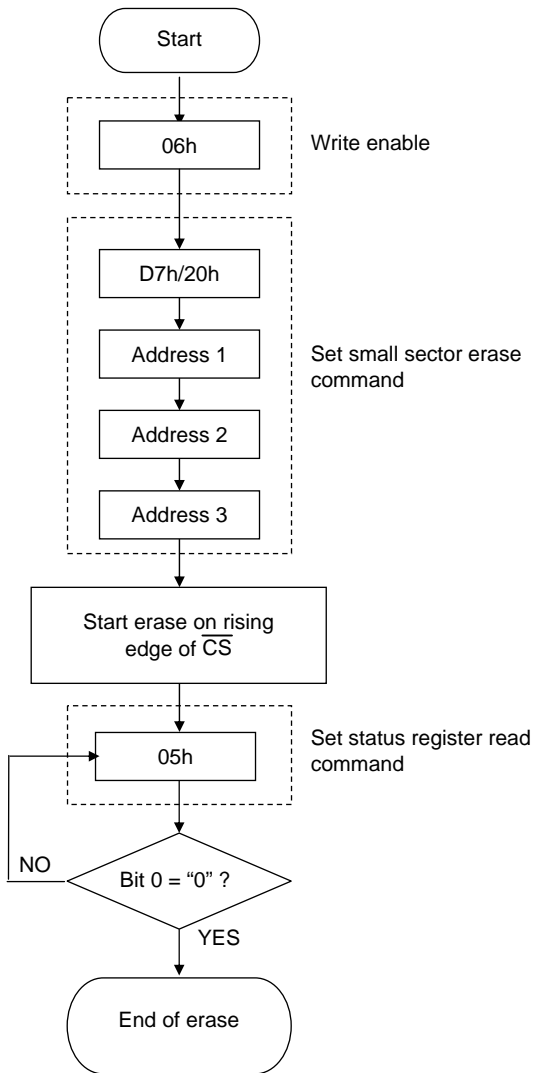 Start
06h
Write enable
D7h/20h
Address 1
Set small sector erase
command
Address 2
Address 3
Start erase on rising
edge of C̅S̅
05h
Set status register read
command
NO
Bit 0 = “0” ?
YES
End of erase